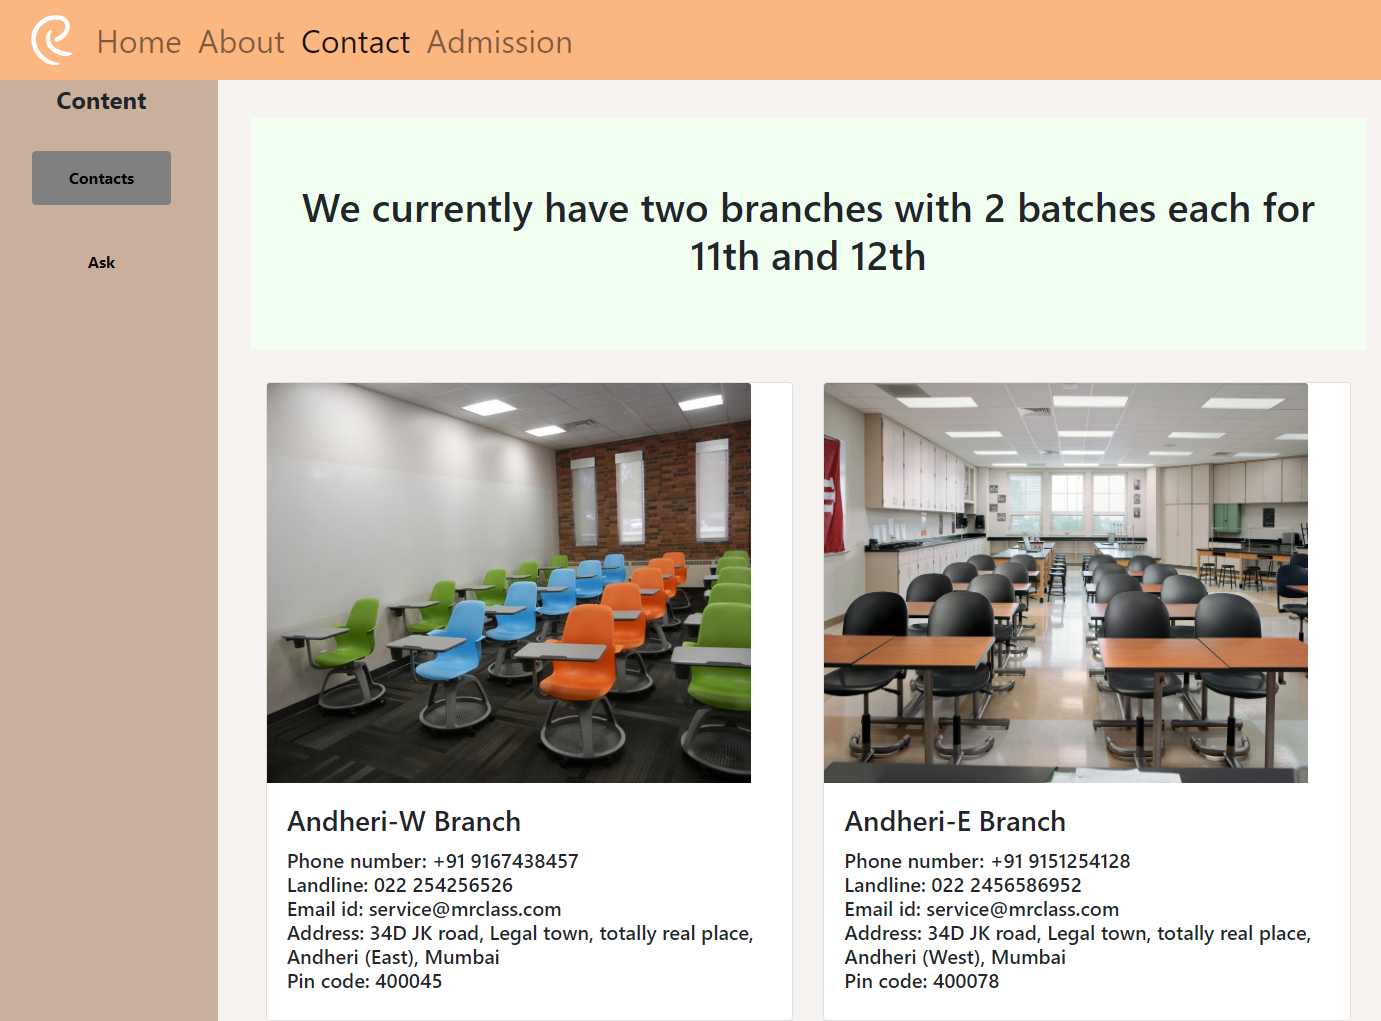 Home About Contact Admission
Content
Contacts
Ask
We currently have two branches with 2 batches each for
11th and 12th
Andheri-W Branch
Phone number: +91 9167438457
Landline: 022 254256526
Email id: service@mrclass.com
Address: 34D JK road, Legal town, totally real place,
Andheri (East), Mumbai
Pin code: 400045
Andheri-E Branch
Phone number: +91 9151254128
Landline: 022 2456586952
Email id: service@mrclass.com
Address: 34D JK road, Legal town, totally real place,
Andheri (West), Mumbai
Pin code: 400078